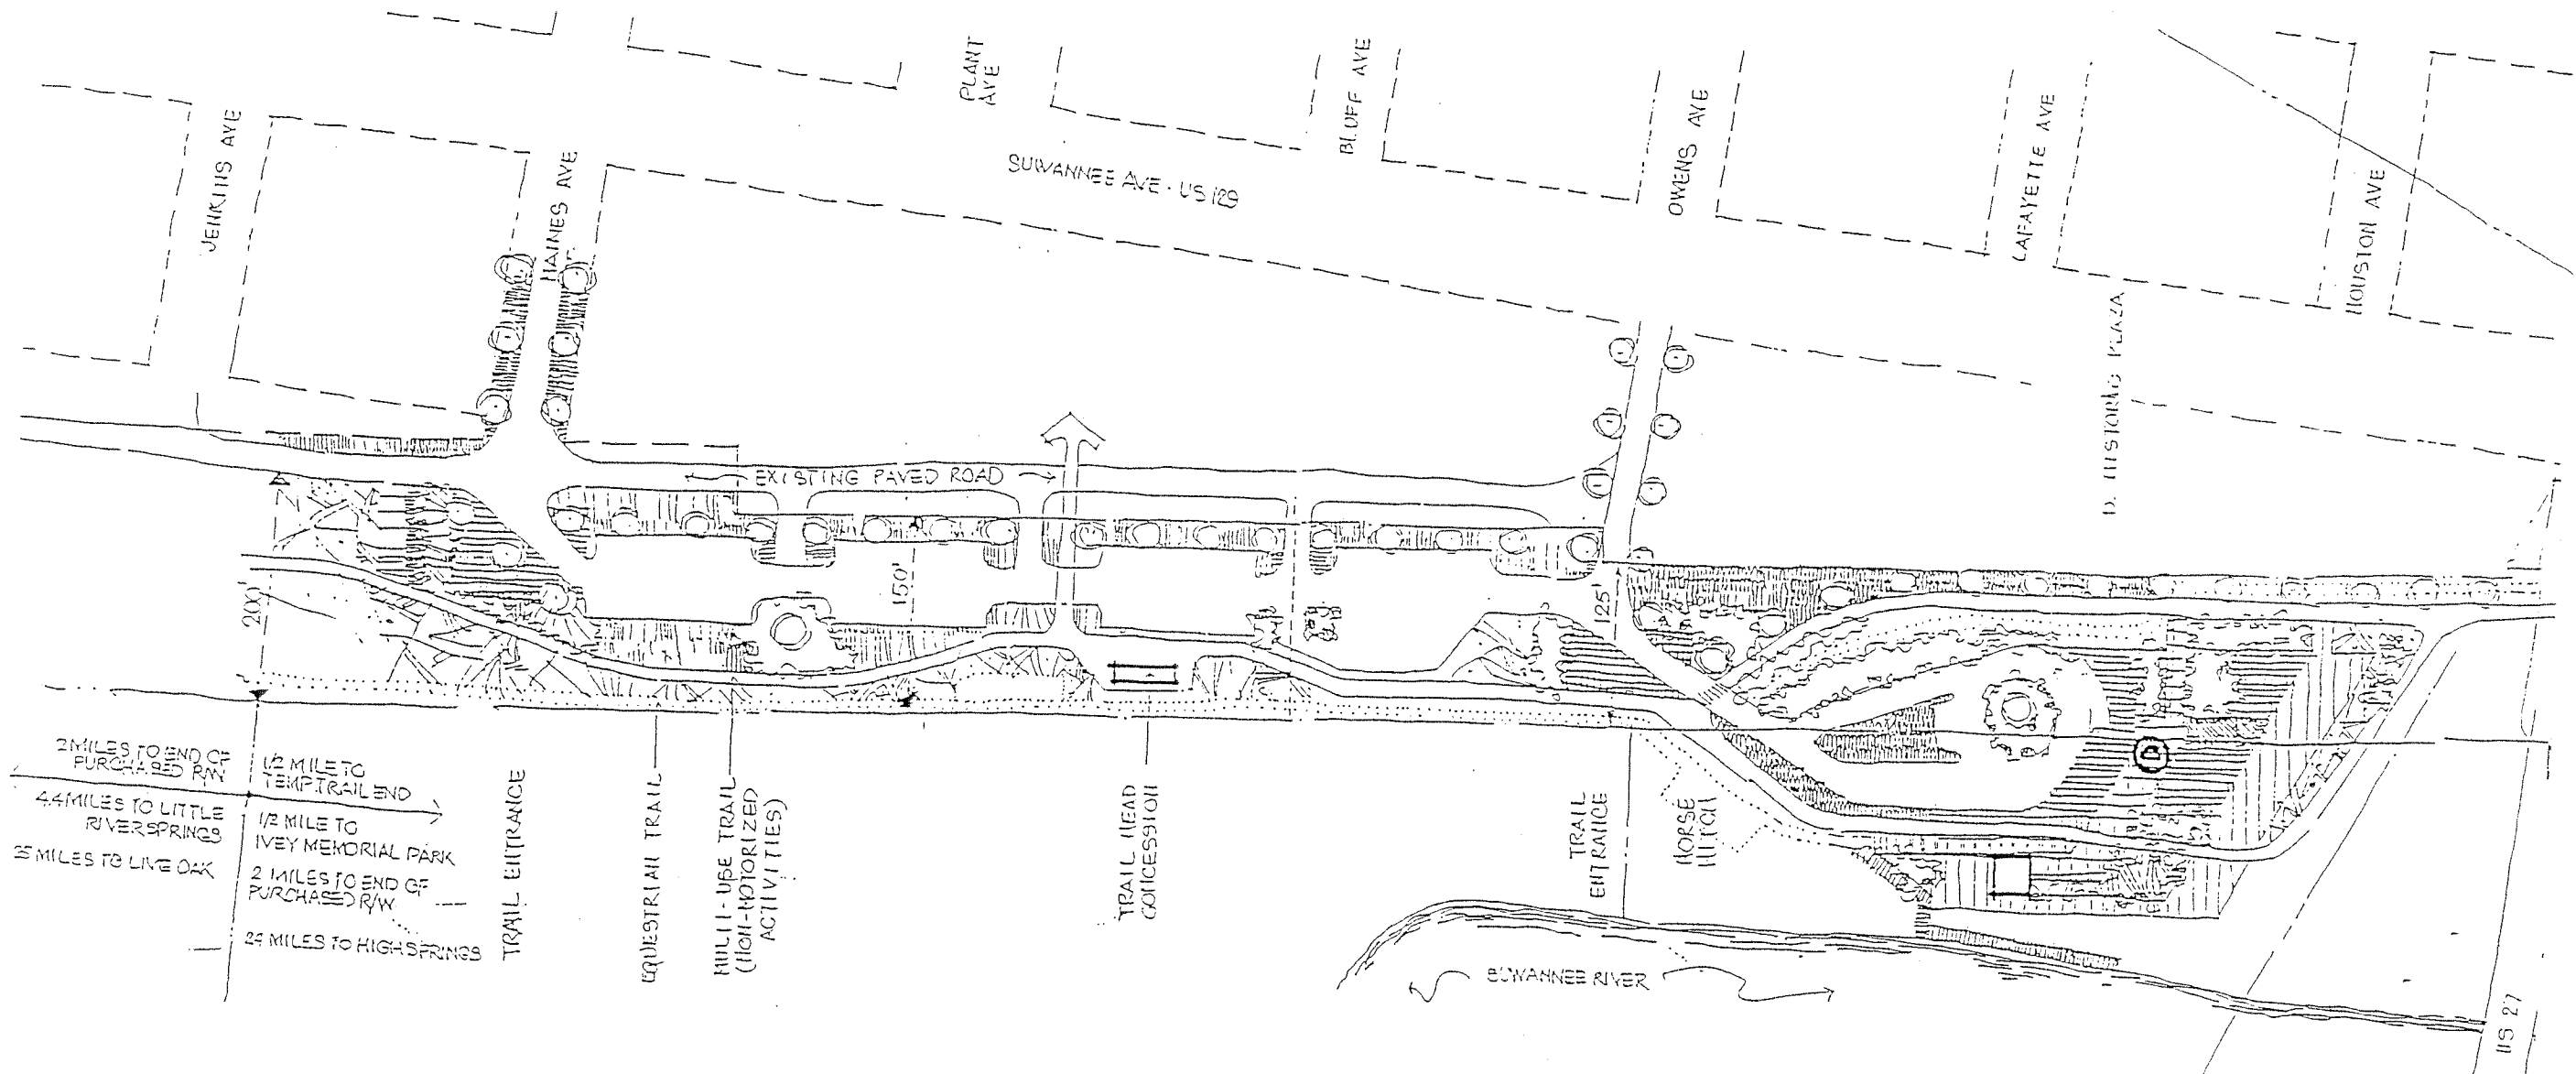 JENKINS AVE
HAINES AVE
PLANT
AVE
SUWANNEE AVE · US 129
BLUFF AVE
OWENS AVE
LAFAYETTE AVE
HOUSTON AVE
D. HISTORIC PLAZA
EXISTING PAVED ROAD
200'
150'
125'
2 MILES TO END OF
PURCHASED R/W
4.4 MILES TO LITTLE
RIVER SPRINGS
25 MILES TO LIVE OAK
1/2 MILE TO
TEMP. TRAIL END
1/2 MILE TO
IVEY MEMORIAL PARK
2 MILES TO END OF
PURCHASED R/W
24 MILES TO HIGH SPRINGS
TRAIL ENTRANCE
EQUESTRIAN TRAIL
MULTI-USE TRAIL
(NON-MOTORIZED
ACTIVITIES)
TRAIL HEAD
CONCESSION
TRAIL
ENTRANCE
HORSE
HITCH
D
SUWANNEE RIVER
US 27